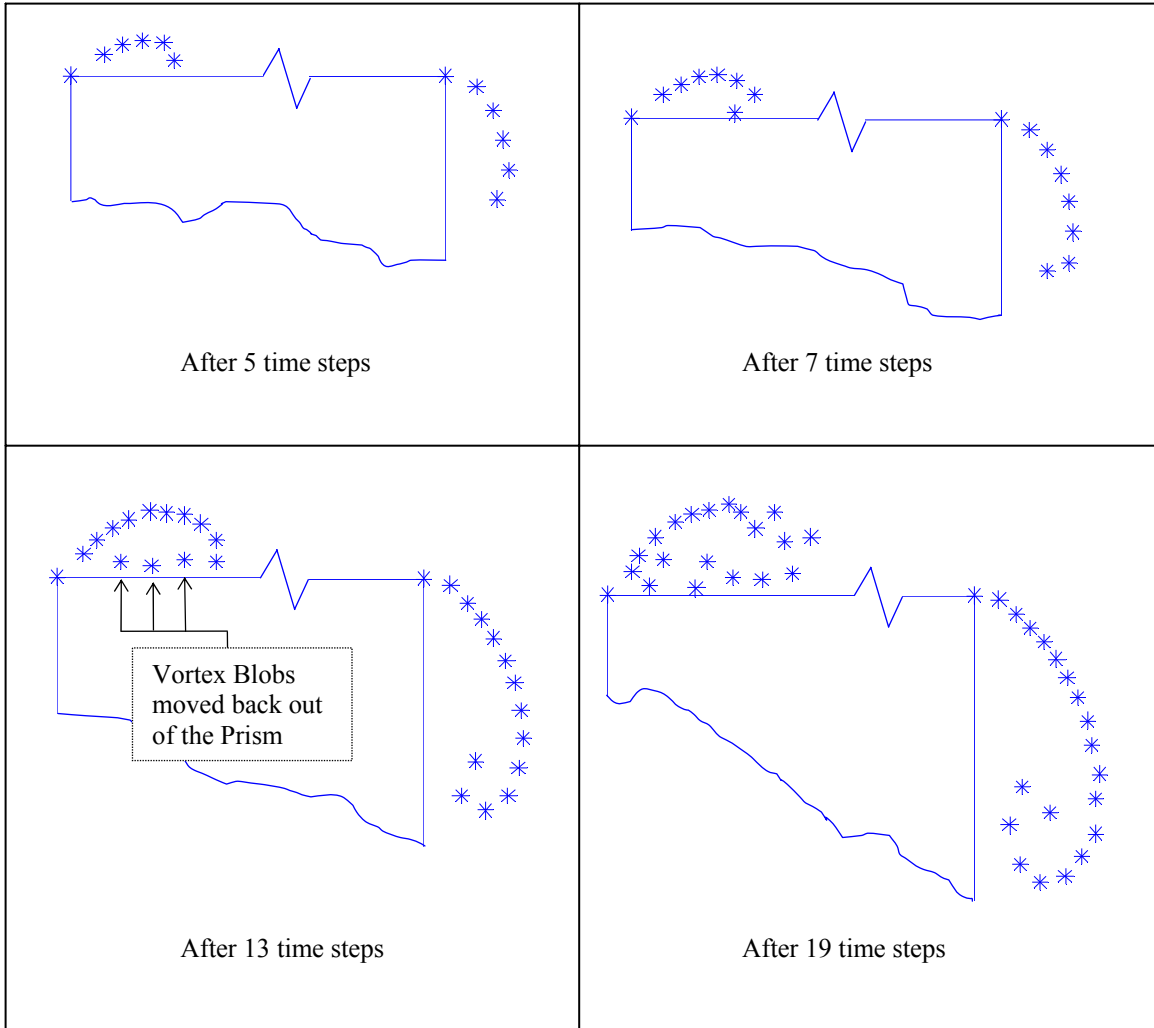 After 5 time steps
After 7 time steps
Vortex Blobs
moved back out
of the Prism
After 13 time steps
After 19 time steps